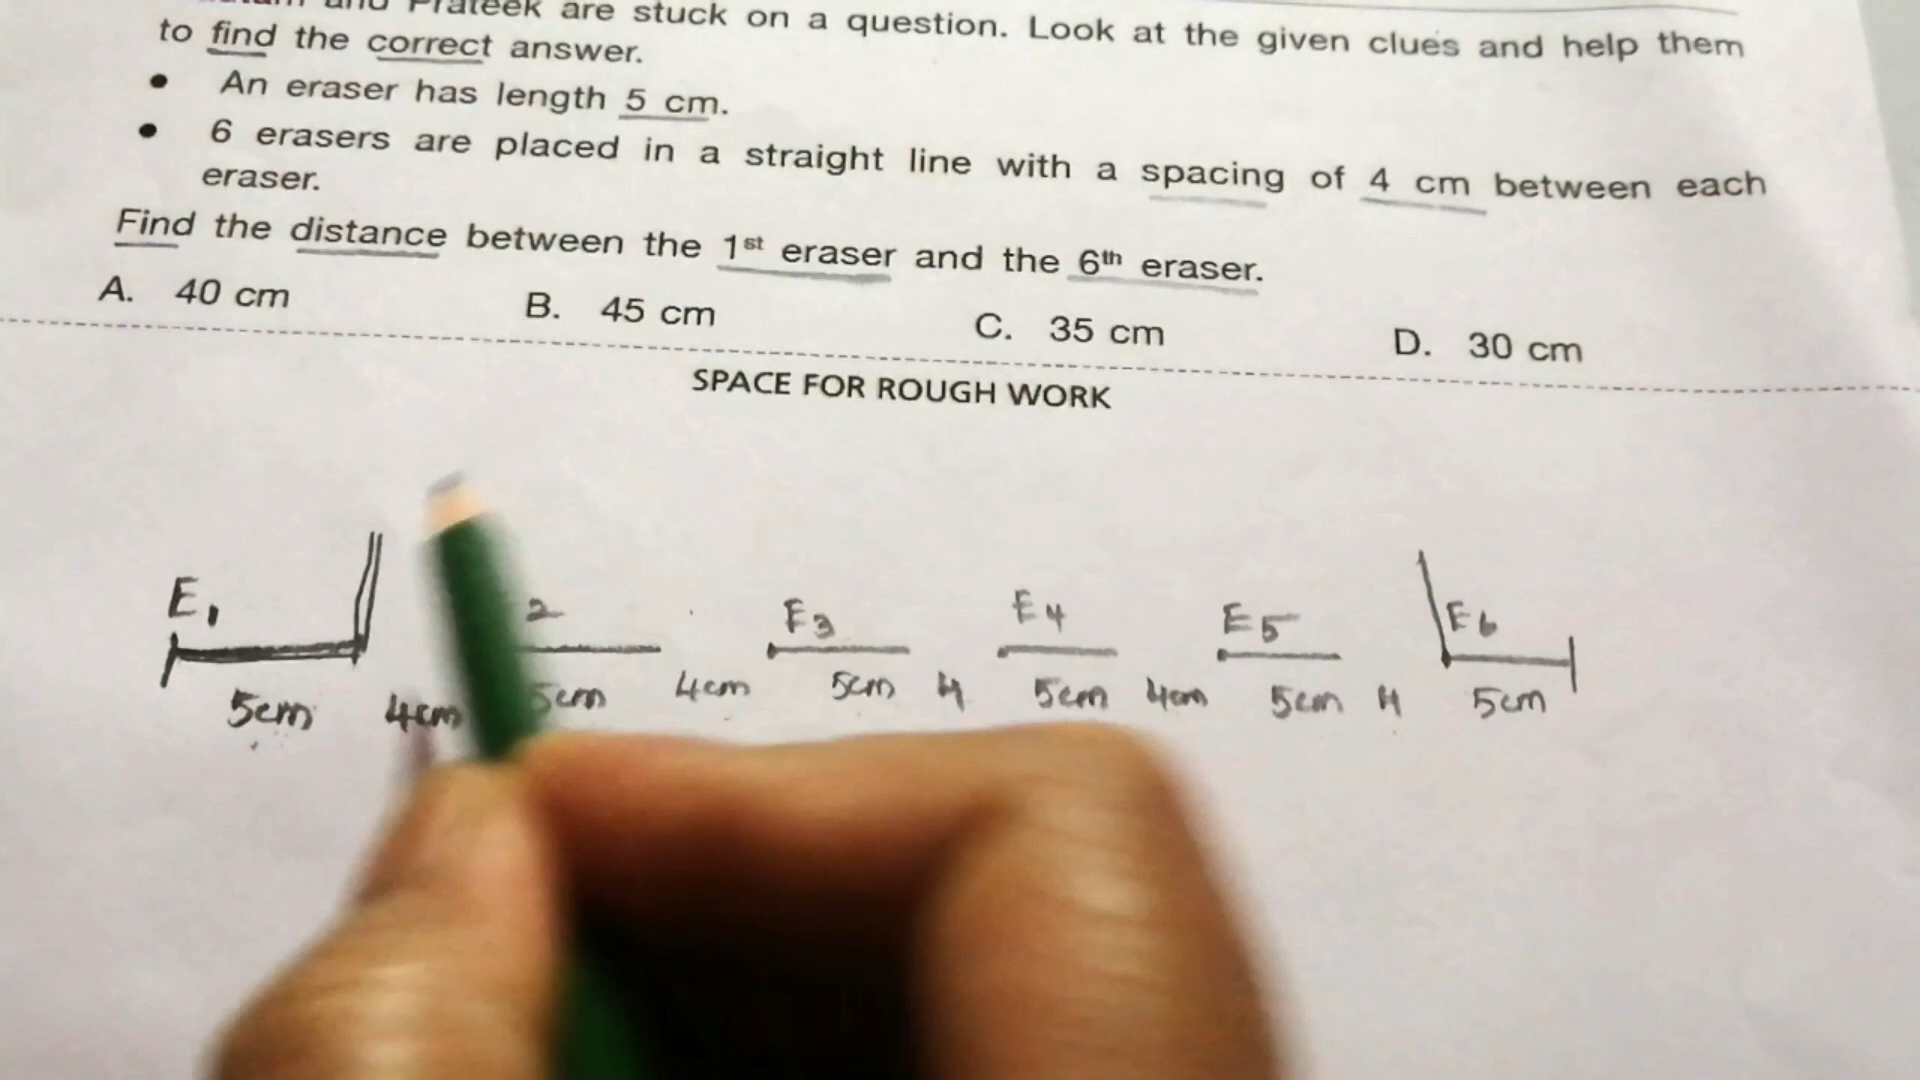 and Prateek are stuck on a question. Look at the given clues and help them
to find the correct answer.
• An eraser has length 5 cm.
• 6 erasers are placed in a straight line with a spacing of 4 cm between each
eraser.
Find the distance between the 1st eraser and the 6th eraser.
A. 40 cm B. 45 cm C. 35 cm D. 30 cm
SPACE FOR ROUGH WORK
E1 2 E3 E4 E5 E6
5cm 4cm 5cm 4cm 5cm 4 5cm 4cm 5cm 4 5cm